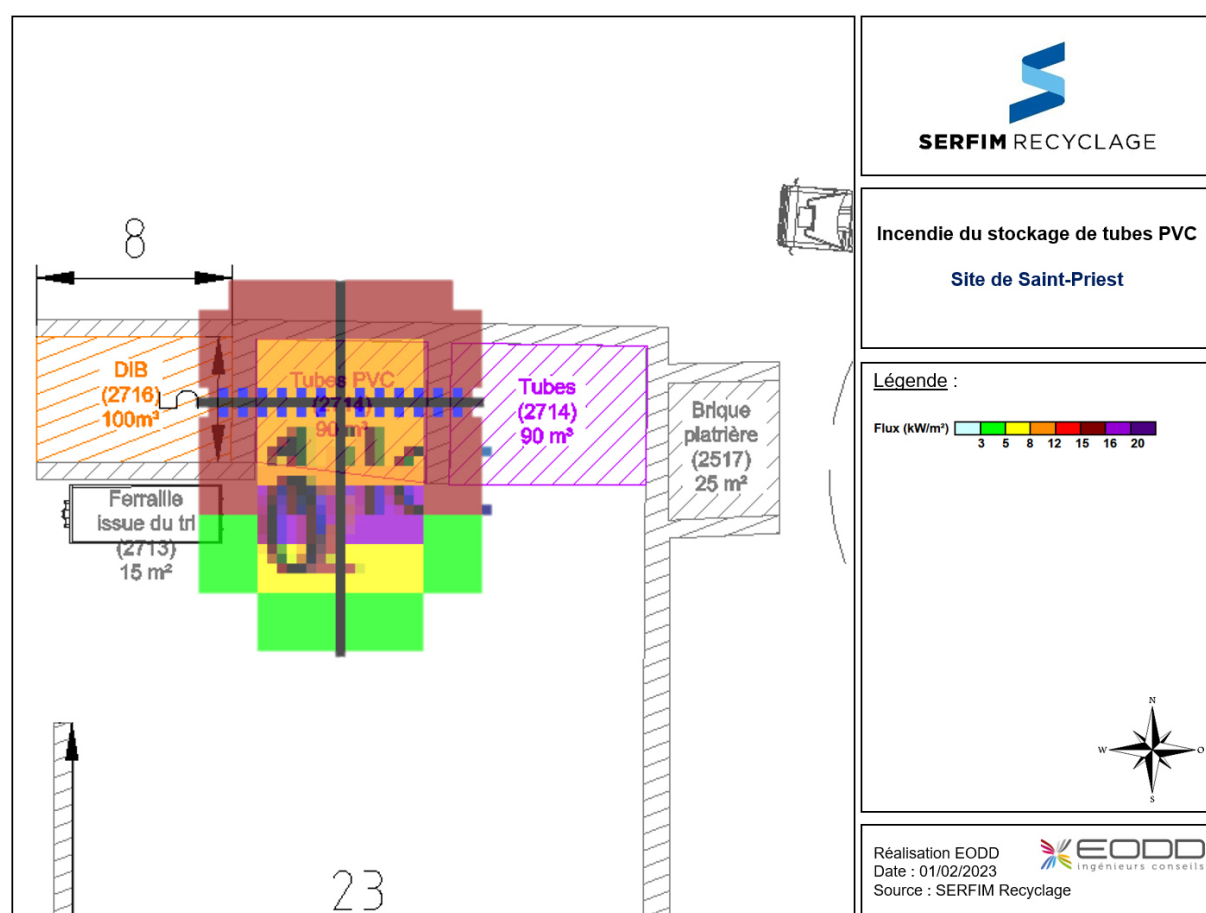 SERFIM RECYCLAGE
Incendie du stockage de tubes PVC
Site de Saint-Priest
Légende :
Flux (kW/m²)
3 5 8 12 15 16 20
N
W O
S
Réalisation EODD
Date : 01/02/2023
Source : SERFIM Recyclage
EODD
ingénieurs conseils
8
DIB
(2716)
100m³
Tubes PVC
(2714)
90 m³
Tubes
(2714)
90 m³
Brique
platrière
(2517)
25 m²
Ferraille
issue du tri
(2713)
15 m²
23